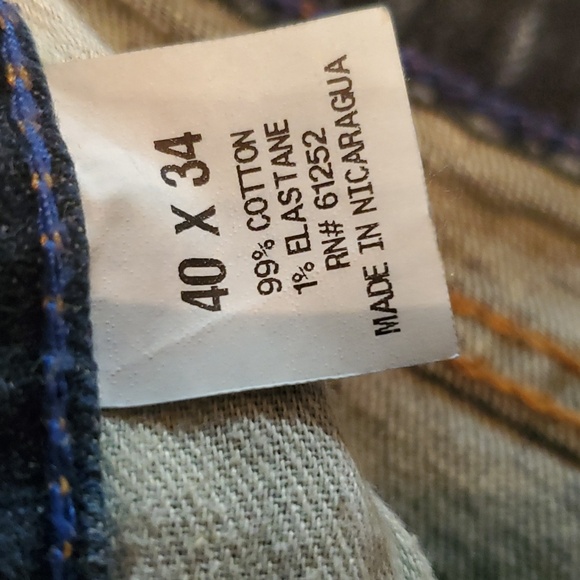 40 X 34
99% COTTON
1% ELASTANE
RN# 61252
MADE IN NICARAGUA